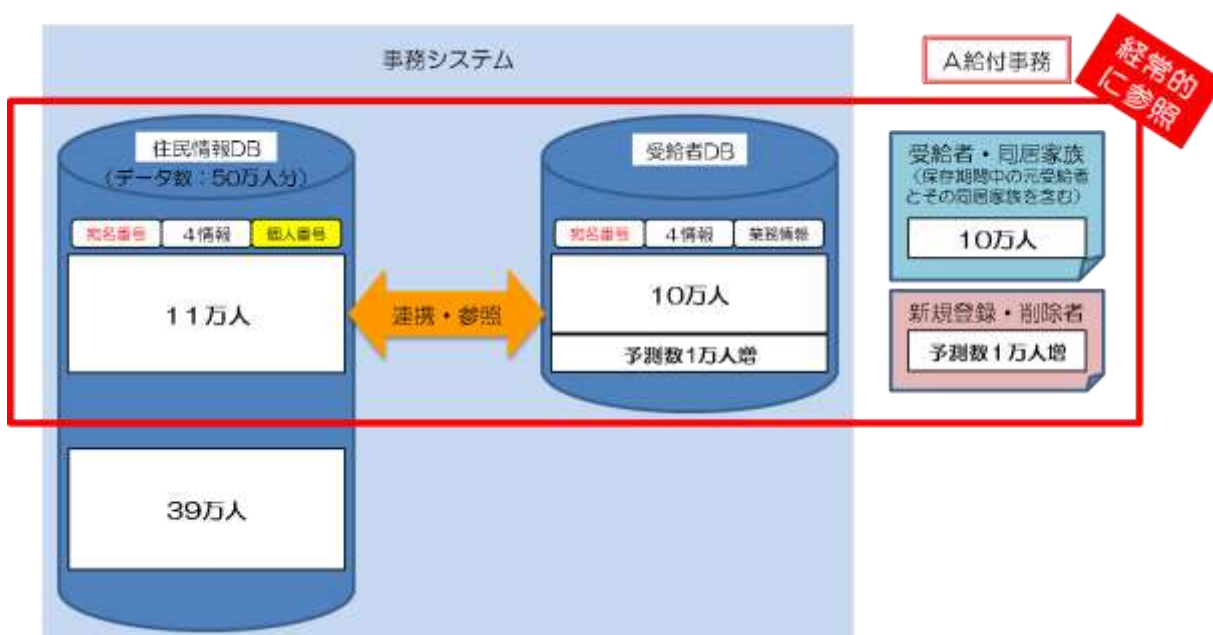 事務システム
A給付事務
経常的
に参照
住民情報DB
(データ数：50万人分)
宛名番号
4情報
個人番号
11万人
39万人
連携・参照
受給者DB
宛名番号
4情報
業務情報
10万人
予測数1万人増
受給者・同居家族
(保存期間中の元受給者
とその同居家族を含む)
10万人
新規登録・削除者
予測数1万人増